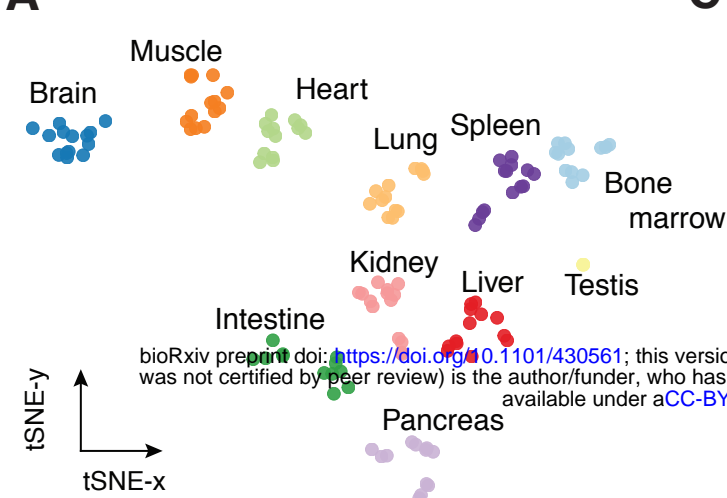 Muscle
Brain
Heart
Lung
Spleen
Bone
marrow
Kidney
Liver
Testis
Intestine
bioRxiv preprint doi: https://doi.org/10.1101/430561; this versio
was not certified by peer review) is the author/funder, who has
available under aCC-BY
Pancreas
tSNE-y
tSNE-x